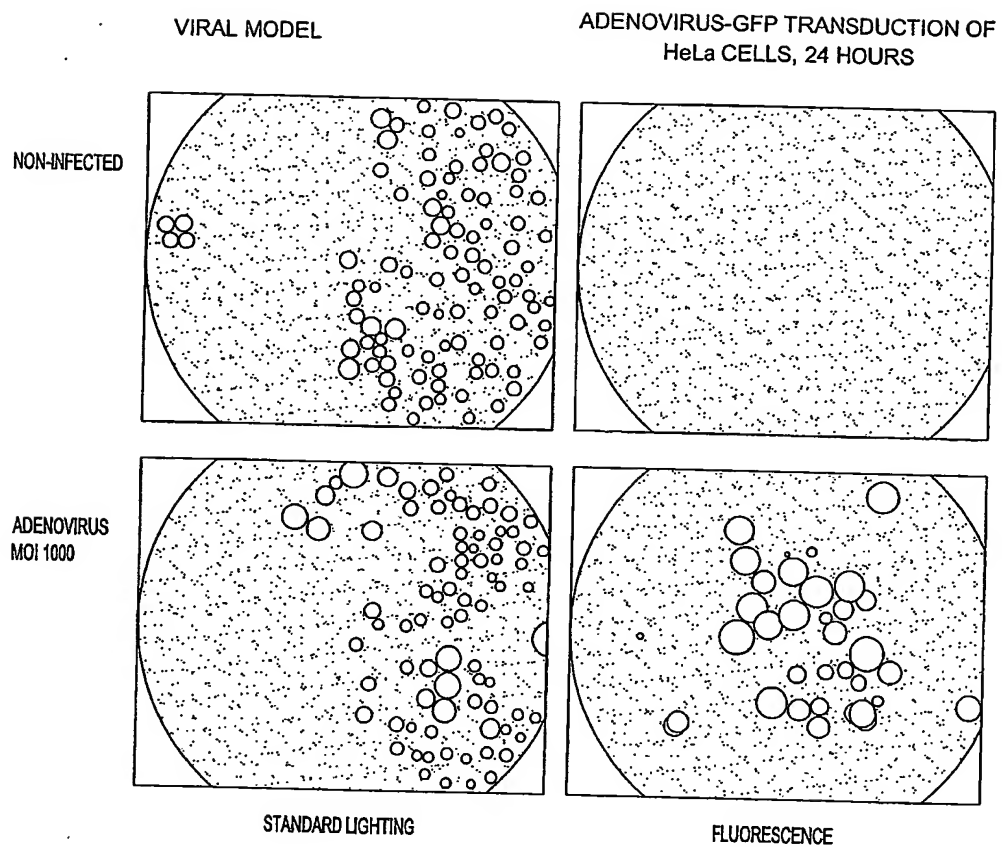 VIRAL MODEL
ADENOVIRUS-GFP TRANSDUCTION OF
HeLa CELLS, 24 HOURS
NON-INFECTED
ADENOVIRUS
MOI 1000
STANDARD LIGHTING
FLUORESCENCE